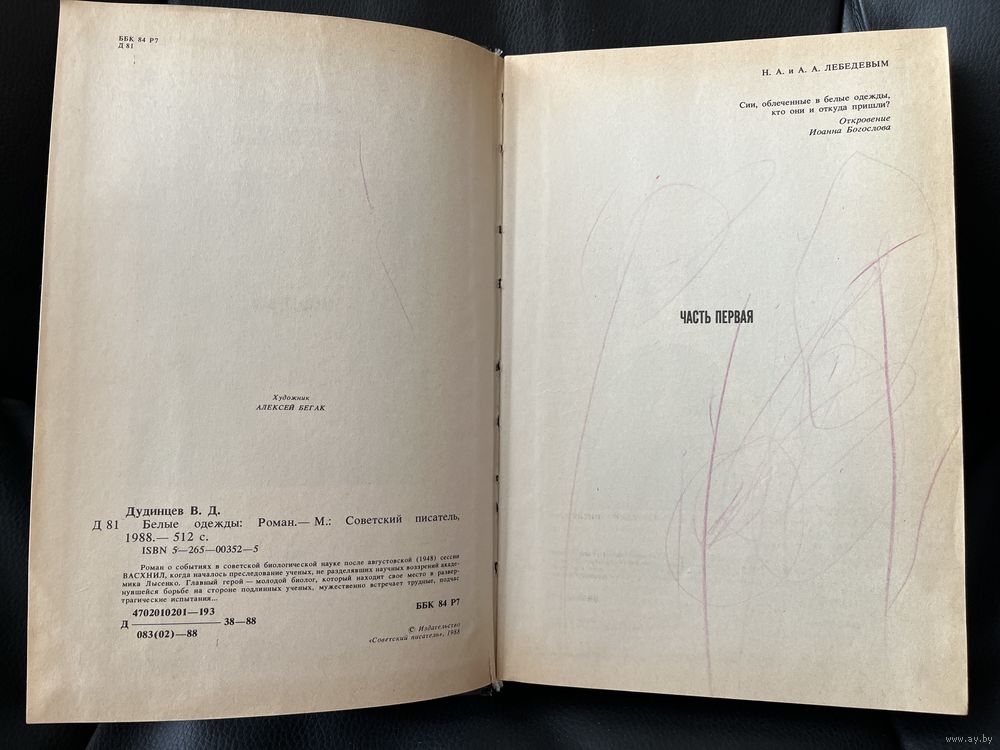 ББК 84 Р7
Д 81
Художник
АЛЕКСЕЙ БЕГАК
Дудинцев В. Д.
Д 81 Белые одежды: Роман.— М.: Советский писатель,
1988.— 512 с.
ISBN 5—265—00352—5
Роман о событиях в советской биологической науке после августовской (1948) сессии
ВАСХНИЛ, когда началось преследование ученых, не разделявших научных воззрений акаде-
мика Лысенко. Главный герой — молодой биолог, который находит свое место в развер-
нувшейся борьбе на стороне подлинных ученых, мужественно встречает трудные, подчас
трагические испытания...
4702010201—193
Д 38—88
083(02)—88
ББК 84 Р7
© Издательство
«Советский писатель», 1988
Н. А. и А. А. ЛЕБЕДЕВЫМ
Сии, облеченные в белые одежды,
кто они и откуда пришли?
Откровение
Иоанна Богослова
ЧАСТЬ ПЕРВАЯ
www.ay.by